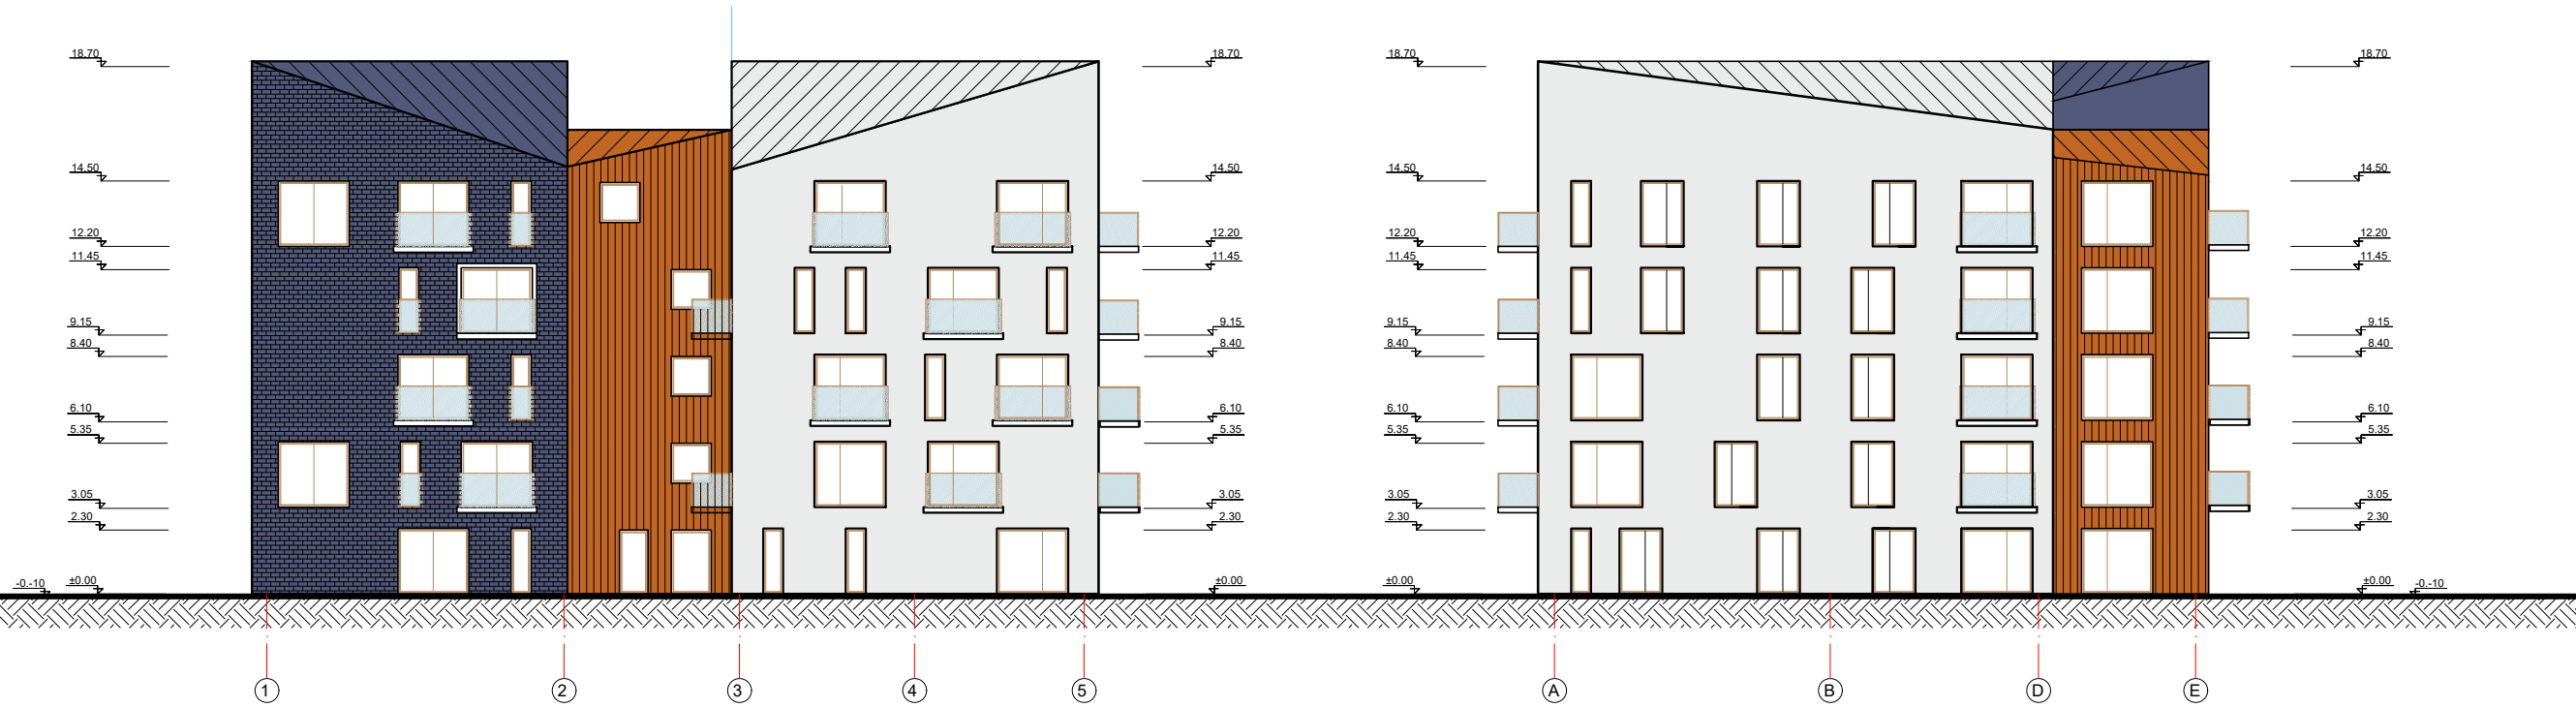 18.70 18.70 18.70 18.70
14.50 14.50 14.50 14.50
12.20 12.20 12.20 12.20
11.45 11.45 11.45 11.45
9.15 9.15 9.15 9.15
8.40 8.40 8.40 8.40
6.10 6.10 6.10 6.10
5.35 5.35 5.35 5.35
3.05 3.05 3.05 3.05
2.30 2.30 2.30 2.30
-0.-10 ±0.00 ±0.00 ±0.00 ±0.00 -0.-10
1 2 3 4 5 A B D E